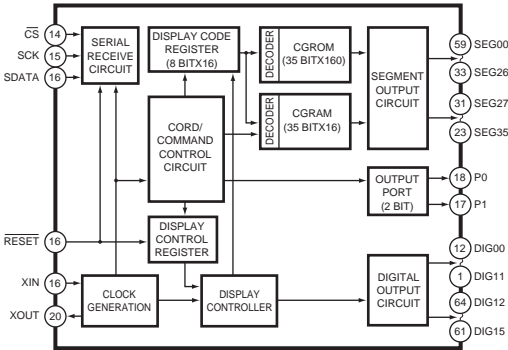 CS 14
SCK 15
SDATA 16
SERIAL
RECEIVE
CIRCUIT
DISPLAY CODE
REGISTER
(8 BITX16)
DECODER
CGROM
(35 BITX160)
DECODER
CGRAM
(35 BITX16)
SEGMENT
OUTPUT
CIRCUIT
59 SEG00
33 SEG26
31 SEG27
23 SEG35
CORD/
COMMAND
CONTROL
CIRCUIT
OUTPUT
PORT
(2 BIT)
18 P0
17 P1
RESET 16
DISPLAY
CONTROL
REGISTER
XIN 16
XOUT 20
CLOCK
GENERATION
DISPLAY
CONTROLLER
DIGITAL
OUTPUT
CIRCUIT
12 DIG00
1 DIG11
64 DIG12
61 DIG15